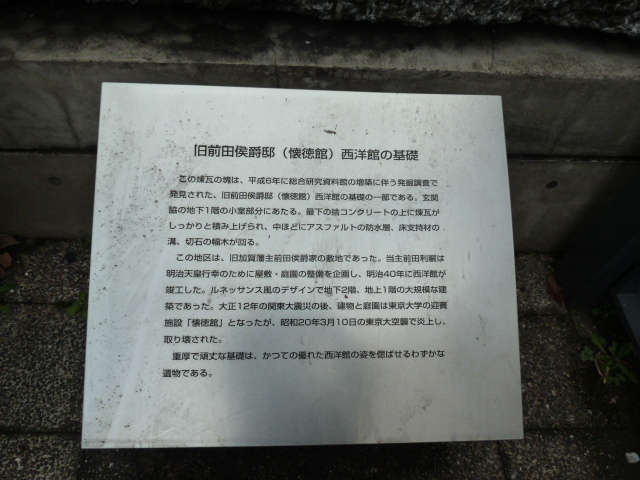 旧前田侯爵邸（懐徳館）西洋館の基礎
この煉瓦の塊は、平成6年に総合研究資料館の増築に伴う発掘調査で
発見された、旧前田侯爵邸（懐徳館）西洋館の基礎の一部である。玄関
脇の地下1階の小室部分にあたる。最下の捨コンクリートの上に煉瓦が
しっかりと積み上げられ、中ほどにアスファルトの防水層、床支持材の
溝、切石の幅木が回る。
この地区は、旧加賀藩主前田侯爵家の敷地であった。当主前田利嗣は
明治天皇行幸のために屋敷・庭園の整備を企画し、明治40年に西洋館が
竣工した。ルネッサンス風のデザインで地下2階、地上1階の大規模な建
築であった。大正12年の関東大震災の後、建物と庭園は東京大学の迎賓
施設「懐徳館」となったが、昭和20年3月10日の東京大空襲で炎上し、
取り壊された。
重厚で頑丈な基礎は、かつての優れた西洋館の姿を偲ばせるわずかな
遺物である。